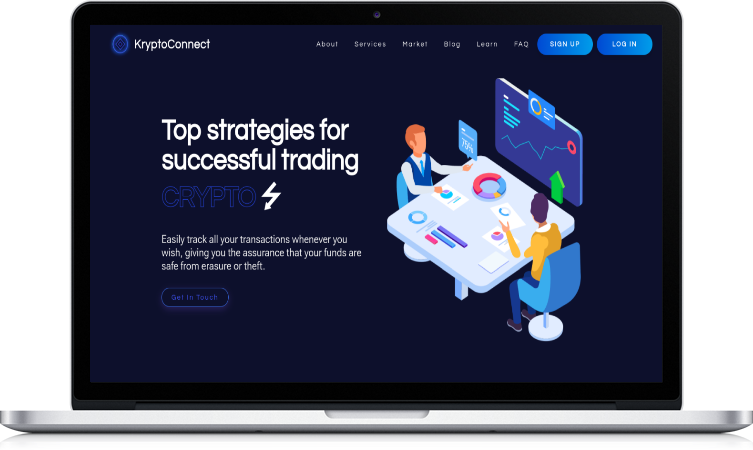 KryptoConnect
About Services Market Blog Learn FAQ SIGN UP LOG IN
Top strategies for
successful trading
CRYPTO
Easily track all your transactions whenever you
wish, giving you the assurance that your funds are
safe from erasure or theft.
Get In Touch
75%